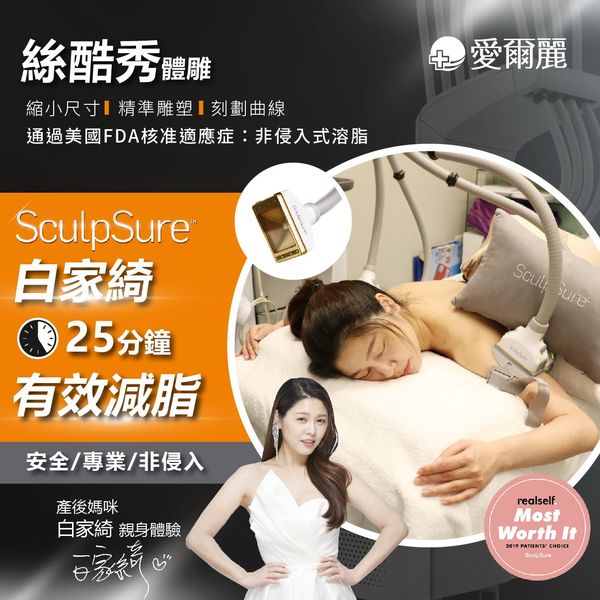 絲酷秀體雕
愛爾麗
縮小尺寸 | 精準雕塑 | 刻劃曲線
通過美國FDA核准適應症：非侵入式溶脂
SculpSure™
白家綺
25分鐘
有效減脂
安全/專業/非侵入
SculpSure
SculpSure
產後媽咪
白家綺 親身體驗
白家綺
realself
Most
Worth It
2019 PATIENTS' CHOICE
SculpSure